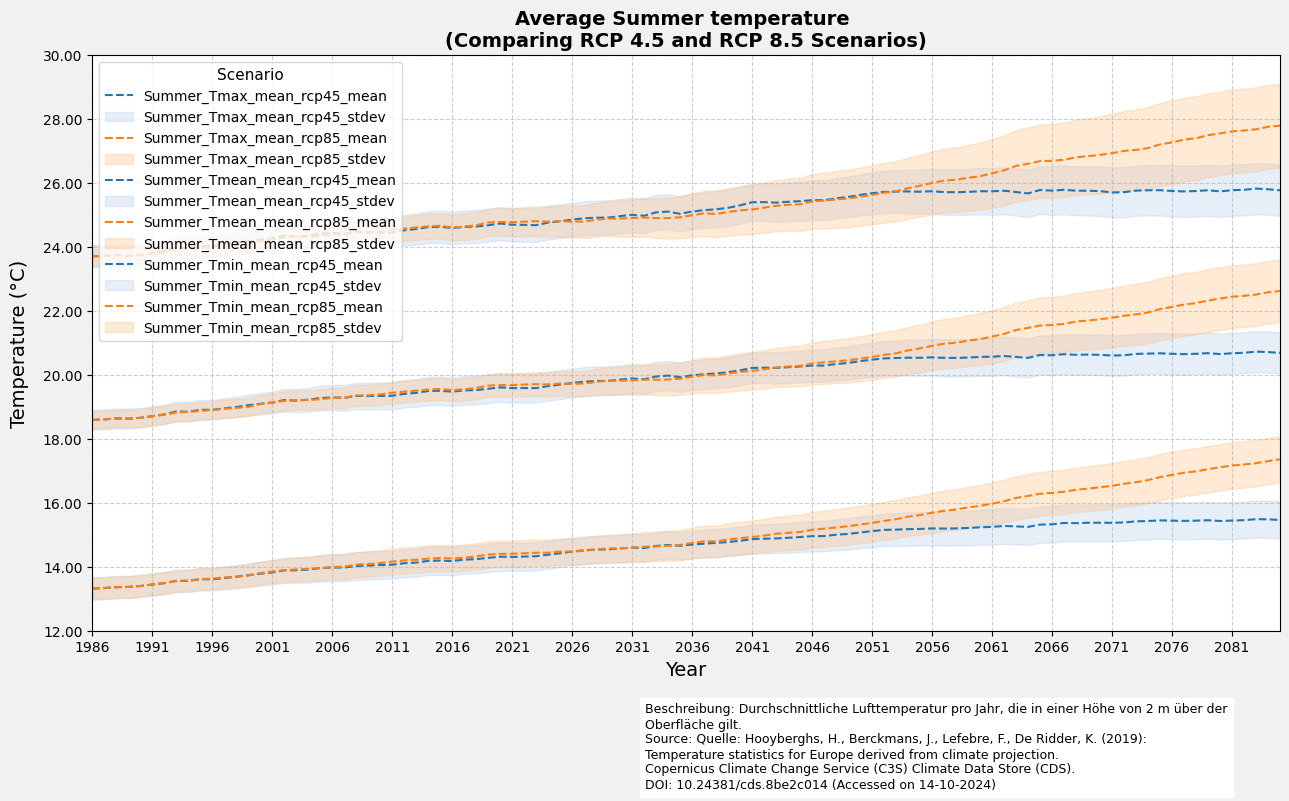 Average Summer temperature
(Comparing RCP 4.5 and RCP 8.5 Scenarios)
Temperature (°C)
30.00
28.00
26.00
24.00
22.00
20.00
18.00
16.00
14.00
12.00
Scenario
Summer_Tmax_mean_rcp45_mean
Summer_Tmax_mean_rcp45_stdev
Summer_Tmax_mean_rcp85_mean
Summer_Tmax_mean_rcp85_stdev
Summer_Tmean_mean_rcp45_mean
Summer_Tmean_mean_rcp45_stdev
Summer_Tmean_mean_rcp85_mean
Summer_Tmean_mean_rcp85_stdev
Summer_Tmin_mean_rcp45_mean
Summer_Tmin_mean_rcp45_stdev
Summer_Tmin_mean_rcp85_mean
Summer_Tmin_mean_rcp85_stdev
1986 1991 1996 2001 2006 2011 2016 2021 2026 2031 2036 2041 2046 2051 2056 2061 2066 2071 2076 2081
Year
Beschreibung: Durchschnittliche Lufttemperatur pro Jahr, die in einer Höhe von 2 m über der
Oberfläche gilt.
Source: Quelle: Hooyberghs, H., Berckmans, J., Lefebre, F., De Ridder, K. (2019):
Temperature statistics for Europe derived from climate projection.
Copernicus Climate Change Service (C3S) Climate Data Store (CDS).
DOI: 10.24381/cds.8be2c014 (Accessed on 14-10-2024)